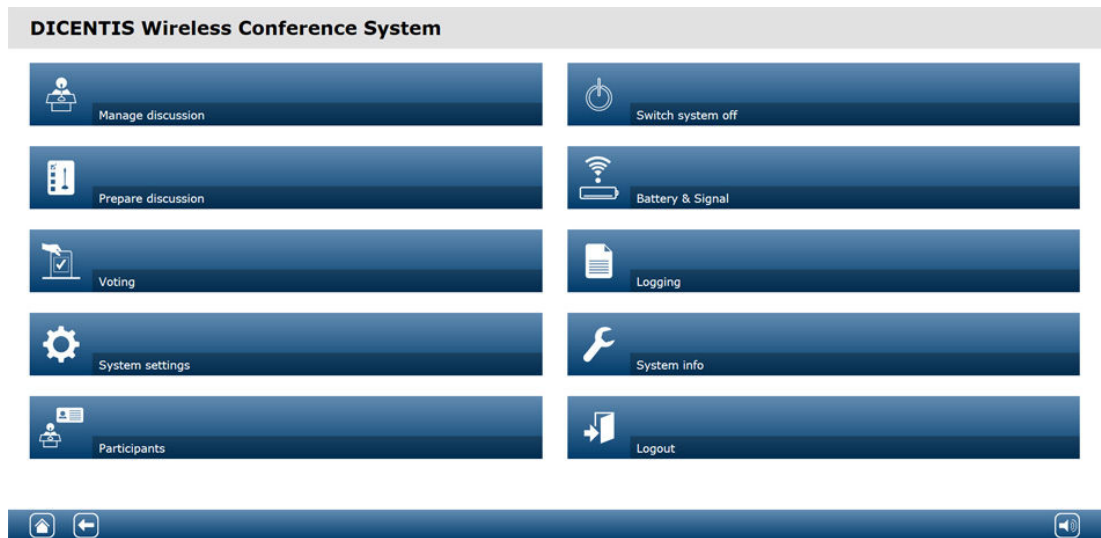 DICENTIS Wireless Conference System
Manage discussion
Switch system off
Prepare discussion
Battery & Signal
Voting
Logging
System settings
System info
Participants
Logout